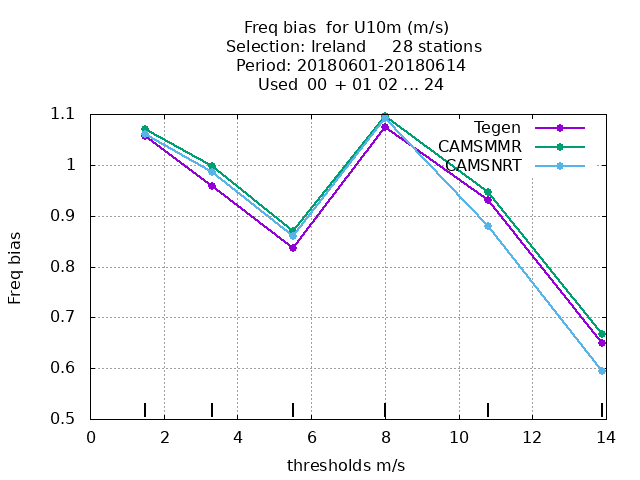 Freq bias  for U10m (m/s)
Selection: Ireland     28 stations
Period: 20180601-20180614
Used  00  + 01 02 ... 24
Tegen
CAMSMMR
CAMSNRT
1.1
1
0.9
0.8
0.7
0.6
0.5
Freq bias
0 2 4 6 8 10 12 14
thresholds m/s